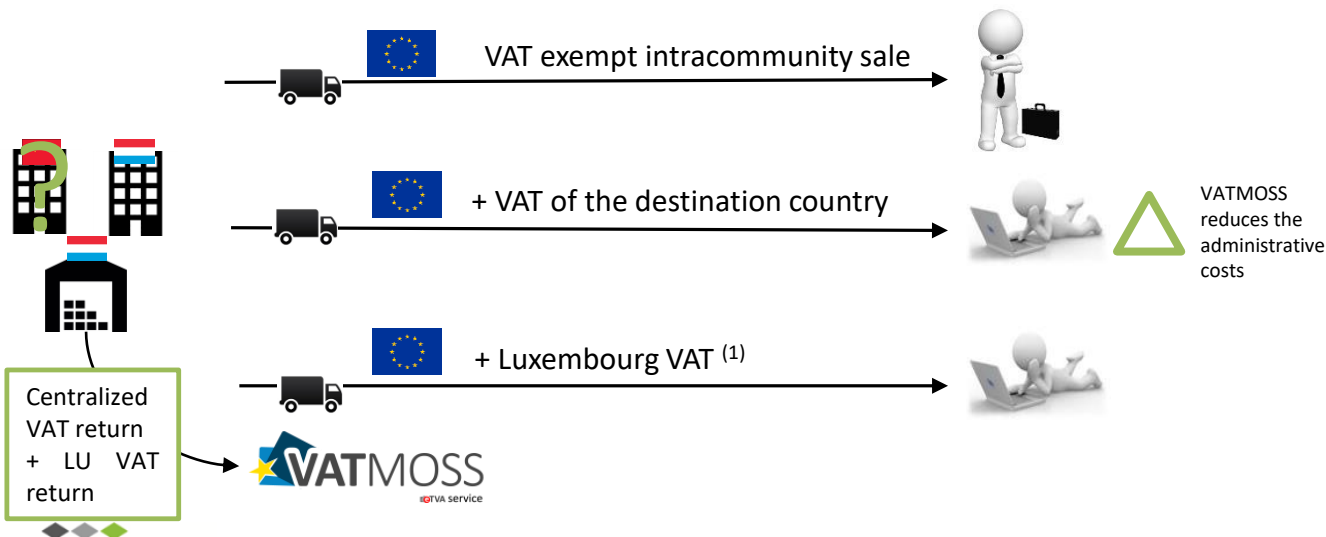 VAT exempt intracommunity sale
?
+ VAT of the destination country
VATMOSS
reduces the
administrative
costs
+ Luxembourg VAT (1)
Centralized
VAT return
+ LU VAT
return
VATMOSS
eTVA service